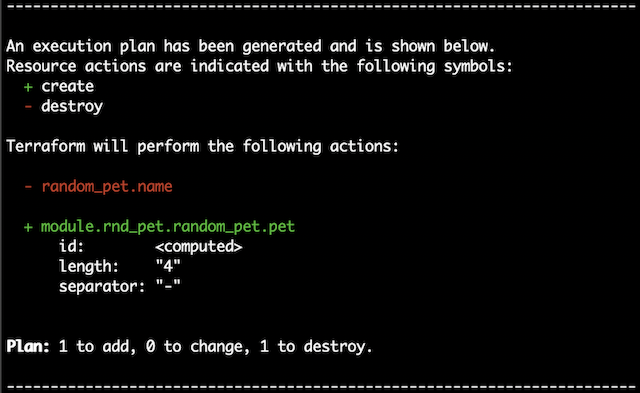 ------------------------------------------------------------------------
An execution plan has been generated and is shown below.
Resource actions are indicated with the following symbols:
  + create
  - destroy
Terraform will perform the following actions:
  - random_pet.name
  + module.rnd_pet.random_pet.pet
      id:        <computed>
      length:    "4"
      separator: "-"
Plan: 1 to add, 0 to change, 1 to destroy.
------------------------------------------------------------------------